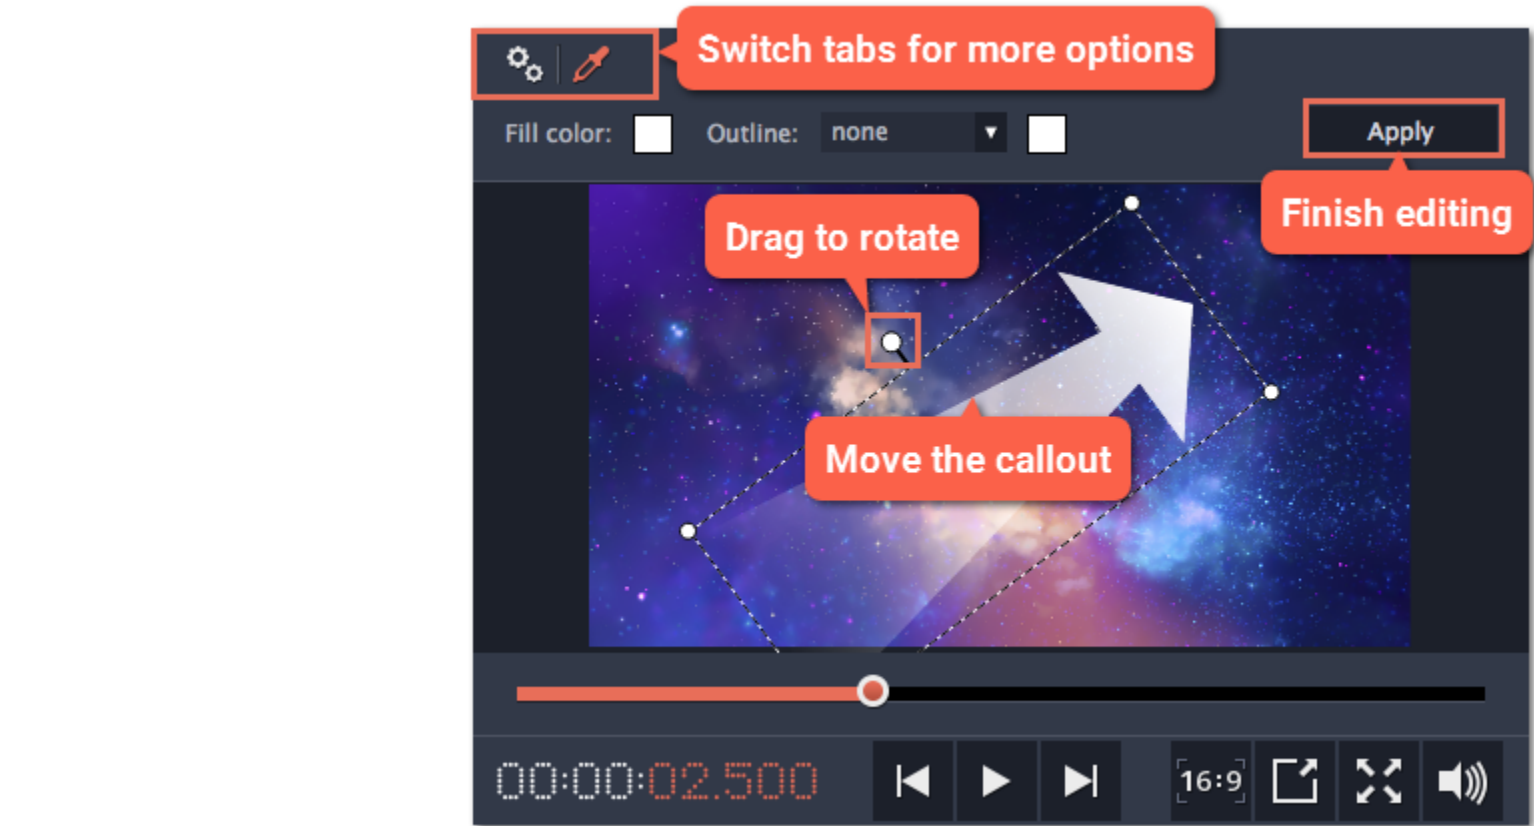 Switch tabs for more options
Fill color:
Outline:
none
Apply
Finish editing
Drag to rotate
Move the callout
00:00:02.500
16:9